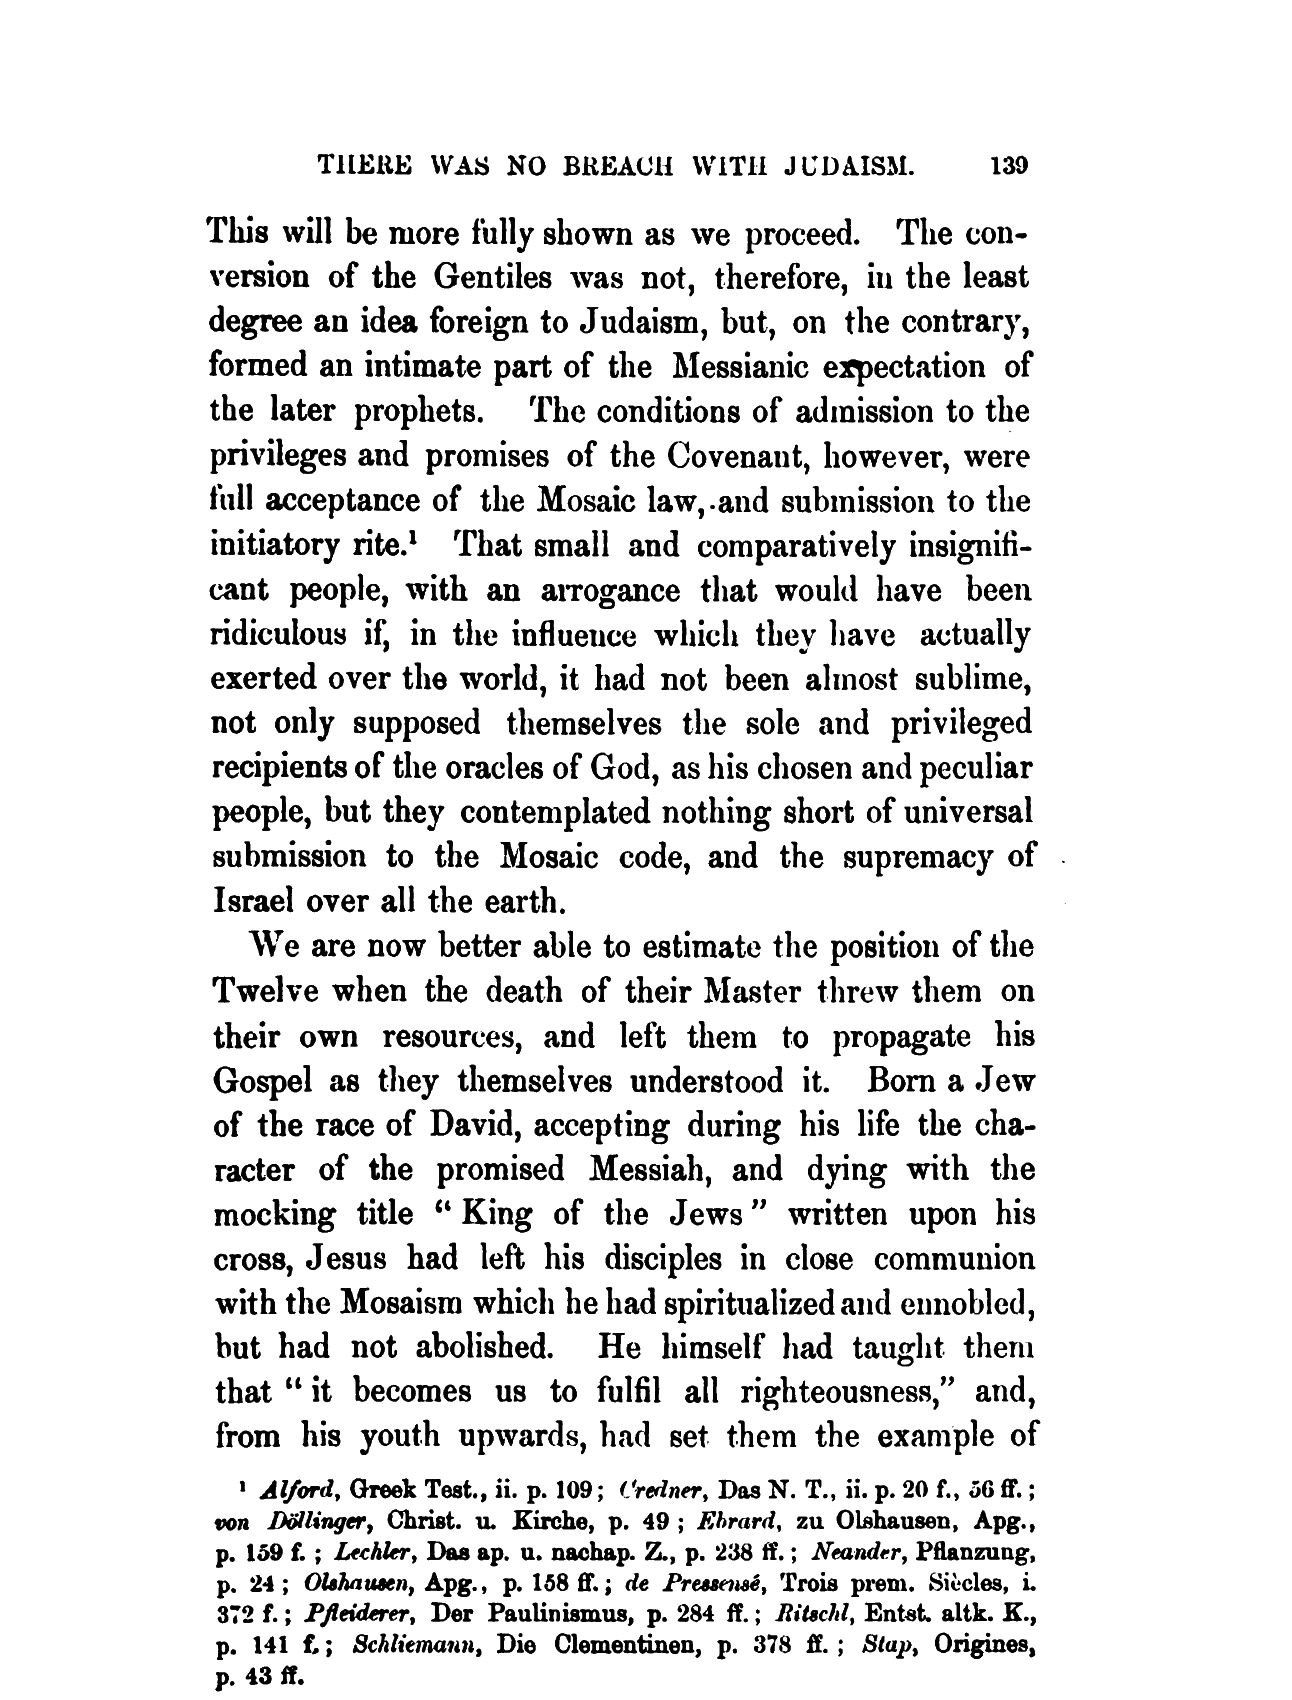 THERE WAS NO BREACH WITH JUDAISM. 139
This will be more fully shown as we proceed. The con-
version of the Gentiles was not, therefore, in the least
degree an idea foreign to Judaism, but, on the contrary,
formed an intimate part of the Messianic expectation of
the later prophets. The conditions of admission to the
privileges and promises of the Covenant, however, were
full acceptance of the Mosaic law, and submission to the
initiatory rite.¹ That small and comparatively insignifi-
cant people, with an arrogance that would have been
ridiculous if, in the influence which they have actually
exerted over the world, it had not been almost sublime,
not only supposed themselves the sole and privileged
recipients of the oracles of God, as his chosen and peculiar
people, but they contemplated nothing short of universal
submission to the Mosaic code, and the supremacy of
Israel over all the earth.
We are now better able to estimate the position of the
Twelve when the death of their Master threw them on
their own resources, and left them to propagate his
Gospel as they themselves understood it. Born a Jew
of the race of David, accepting during his life the cha-
racter of the promised Messiah, and dying with the
mocking title “ King of the Jews ” written upon his
cross, Jesus had left his disciples in close communion
with the Mosaism which he had spiritualized and ennobled,
but had not abolished. He himself had taught them
that “ it becomes us to fulfil all righteousness,” and,
from his youth upwards, had set them the example of
¹ Alford, Greek Test., ii. p. 109 ; Credner, Das N. T., ii. p. 20 f., 56 ff. ;
von Döllinger, Christ. u. Kirche, p. 49 ; Ebrard, zu Olshausen, Apg.,
p. 159 f. ; Lechler, Das ap. u. nachap. Z., p. 238 ff. ; Neander, Pflanzung,
p. 24 ; Olshausen, Apg., p. 158 ff. ; de Pressensé, Trois prem. Siècles, i.
372 f. ; Pfleiderer, Der Paulinismus, p. 284 ff. ; Ritschl, Entst. altk. K.,
p. 141 f. ; Schliemann, Die Clementinen, p. 378 ff. ; Stap, Origines,
p. 43 ff.